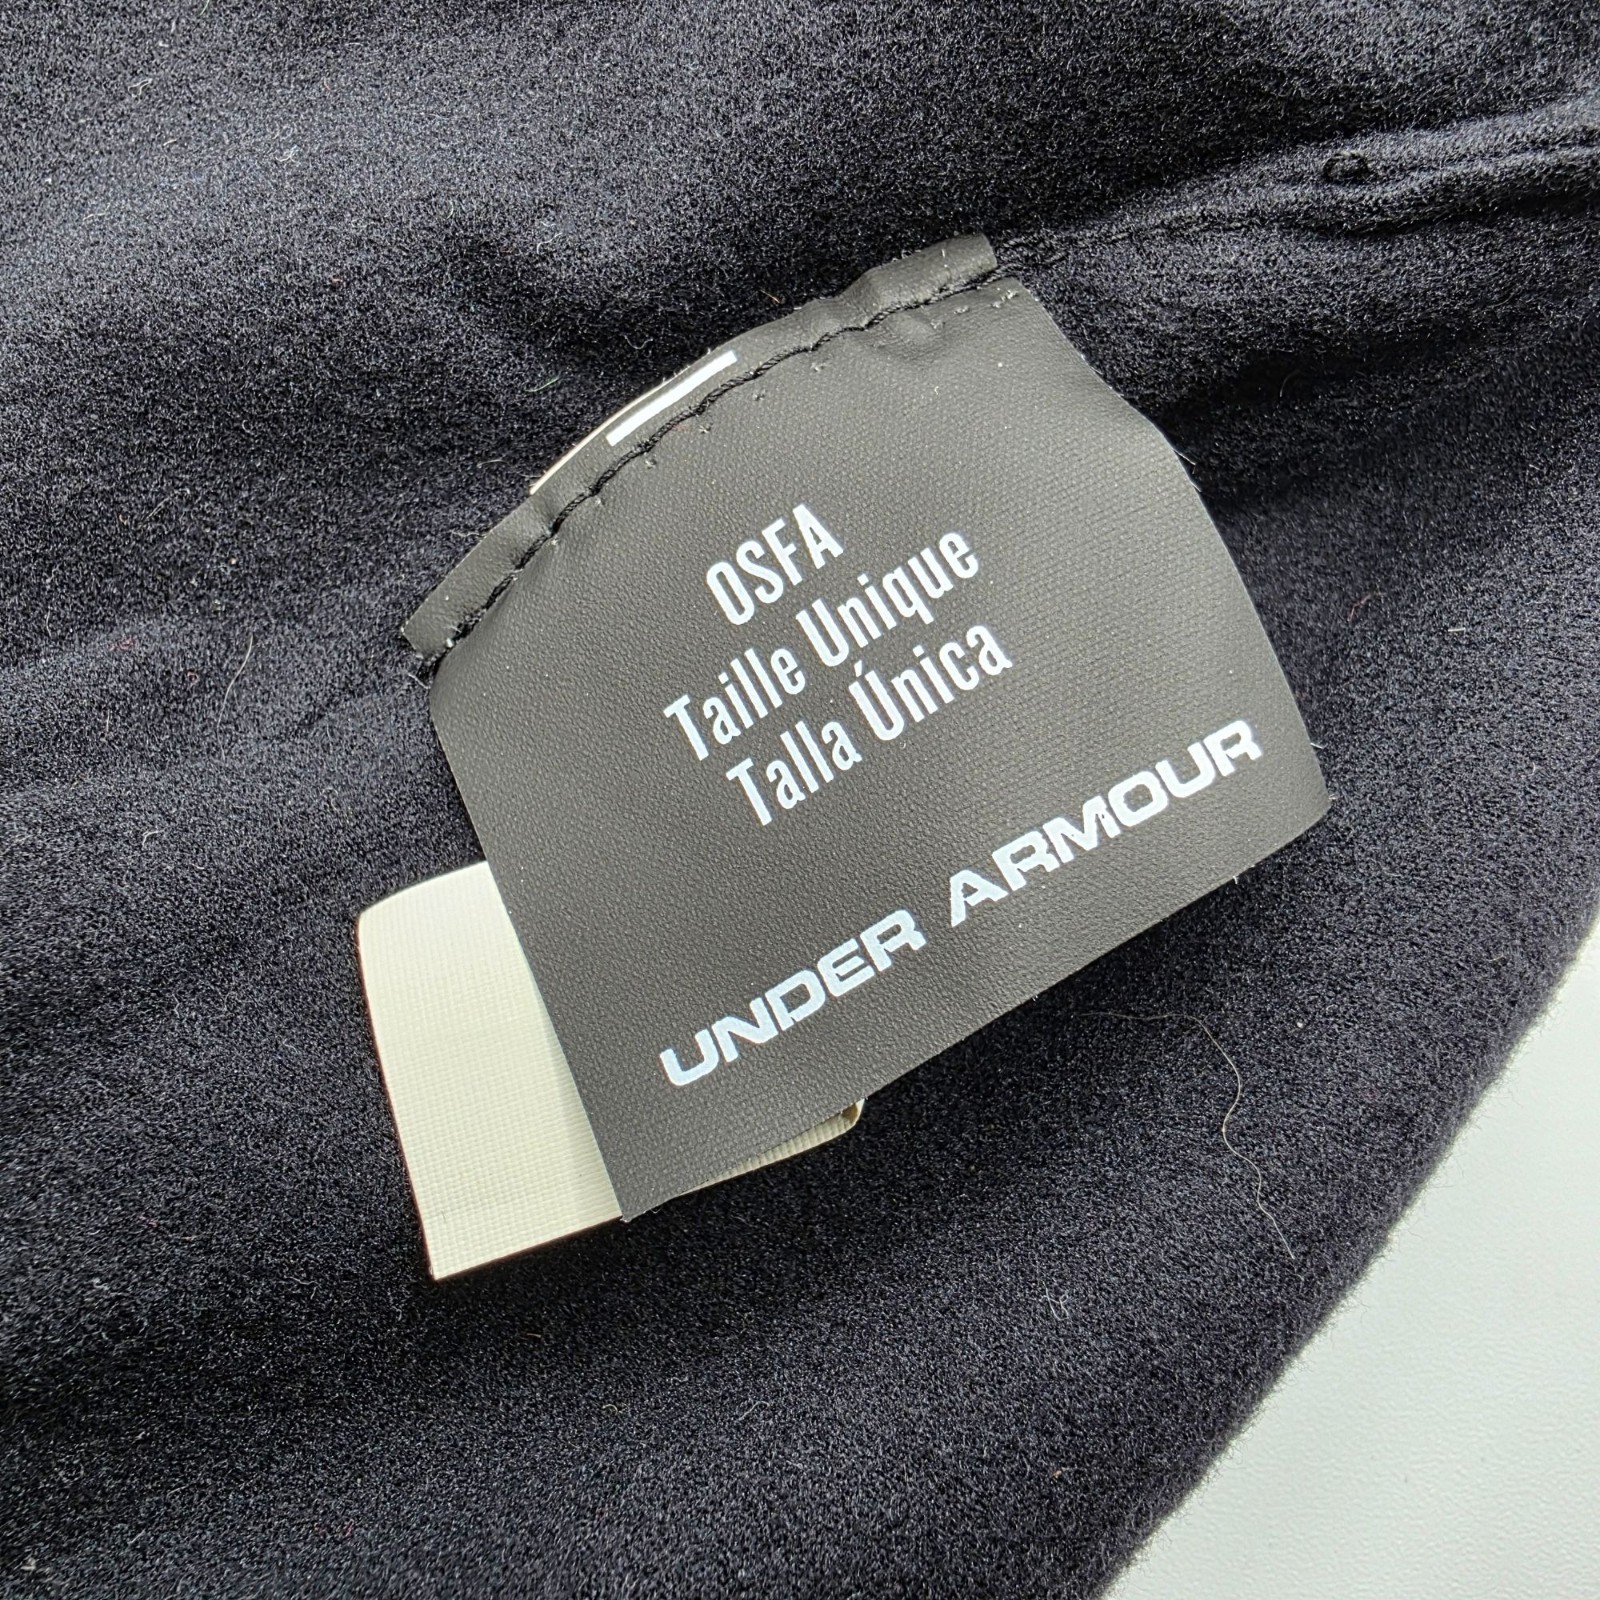 OSFA
Taille Unique
Talla Única
UNDER ARMOUR